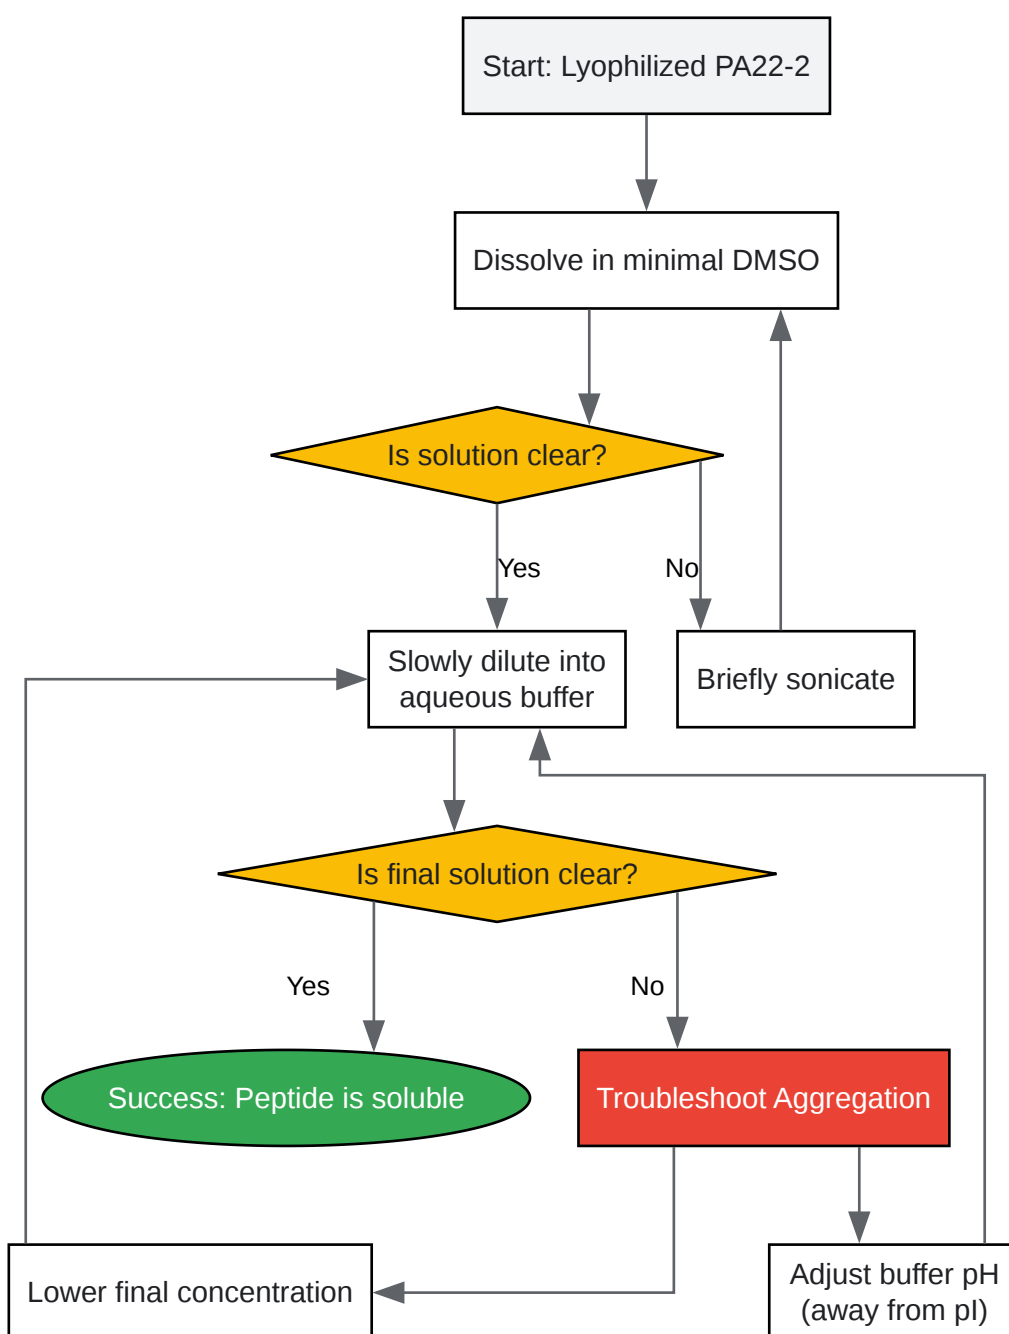 Start: Lyophilized PA22-2
Dissolve in minimal DMSO
Is solution clear?
Yes
No
Slowly dilute into
aqueous buffer
Briefly sonicate
Is final solution clear?
Yes
No
Success: Peptide is soluble
Troubleshoot Aggregation
Lower final concentration
Adjust buffer pH
(away from pI)